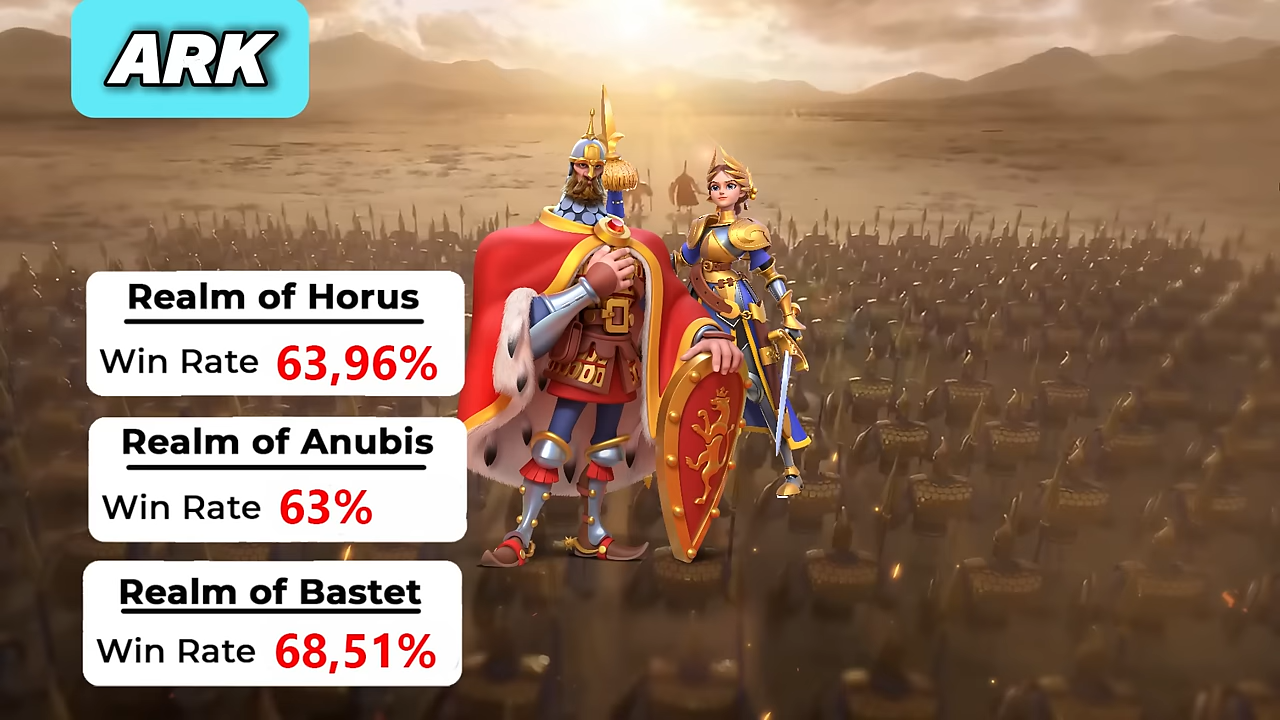 ARK
Realm of Horus
Win Rate 63,96%
Realm of Anubis
Win Rate 63%
Realm of Bastet
Win Rate 68,51%